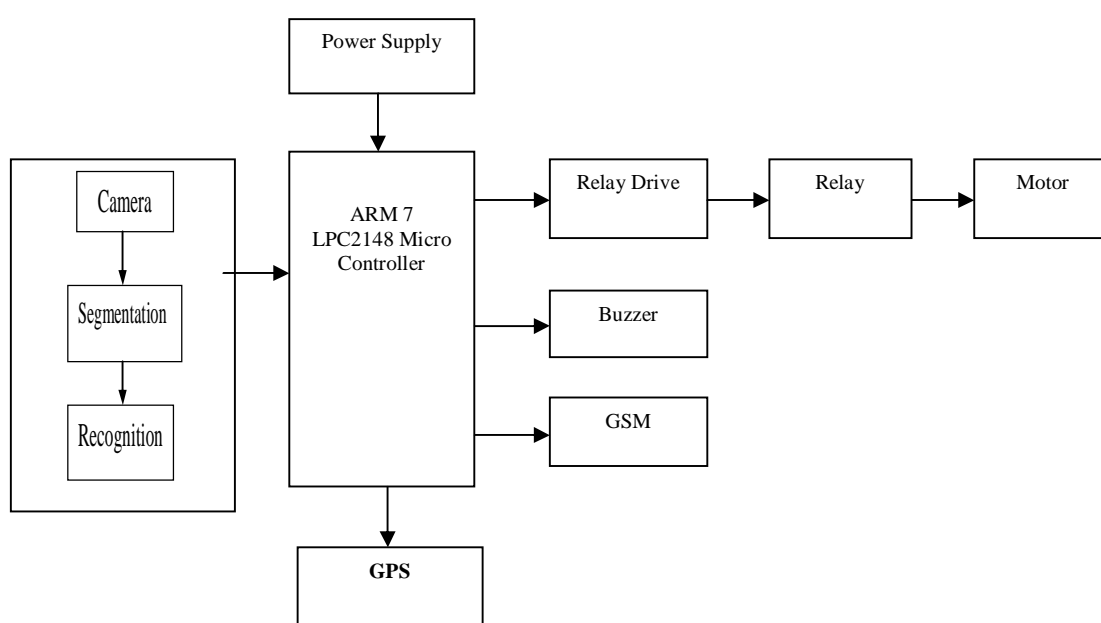 Power Supply
Camera
Segmentation
Recognition
ARM 7
LPC2148 Micro
Controller
Relay Drive
Relay
Motor
Buzzer
GSM
GPS